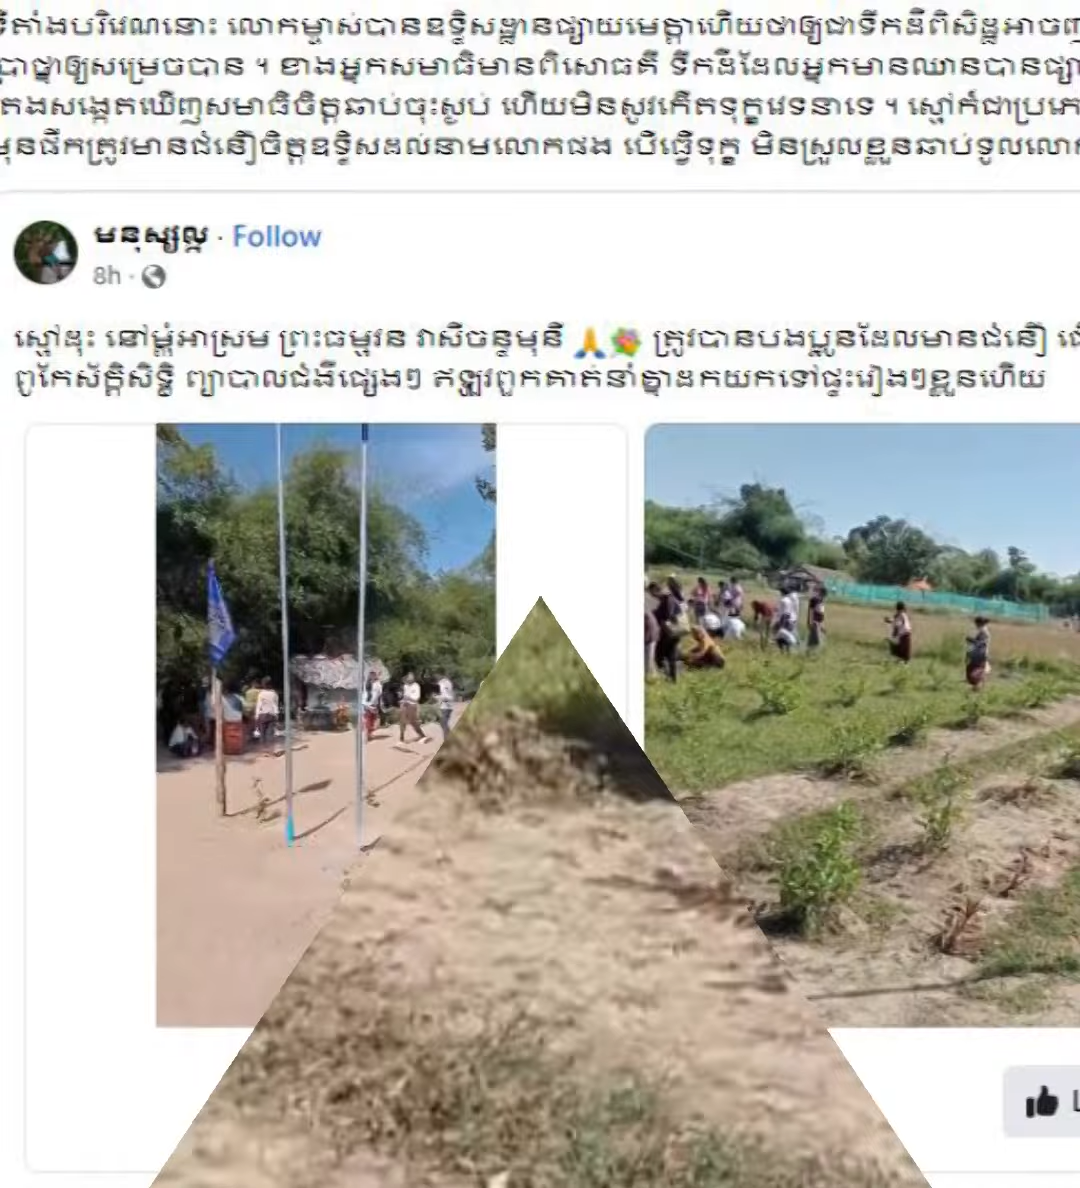 ទីតាំងបរិវេណនោះ លោកម្ចាស់បានឧទ្ទិសដ្ឋានផ្សាយមេត្តាហើយថាឲ្យជាទឹកដីពិសិដ្ឋអាច
ប្រាថ្នាឲ្យសម្រេចបាន ។ ខាងអ្នកសមាធិមានពិសោធគឺ ទឹកដីដែលអ្នកមានឈានបានផ្សា
តែងសង្កេតឃើញសមាធិចិត្តឆាប់ចុះស្ងប់ ហើយមិនសូវកើតទុក្ខវេទនាទេ ។ ស្មៅក៏ជាប្រភេ
មុនជីកត្រូវមានជំនឿចិត្តឧទ្ទិសដល់នាមលោកផង បើធ្វើទុក្ខ មិនស្រួលខ្លួនឆាប់ទូលលោ
មនុស្សល្អ · Follow
8h ·
ស្មៅដុះ នៅម្តុំអាស្រម ព្រះធម្មវន វាសីចន្ទមុនី 🙏💐 ត្រូវបានបងប្អូនដែលមានជំនឿ ជឿ
ពូកែស័ក្តិសិទ្ធិ ព្យាបាលជំងឺផ្សេងៗ ឥឡូវពួកគាត់នាំគ្នាដកយកទៅផ្ទះរៀងៗខ្លួនហើយ